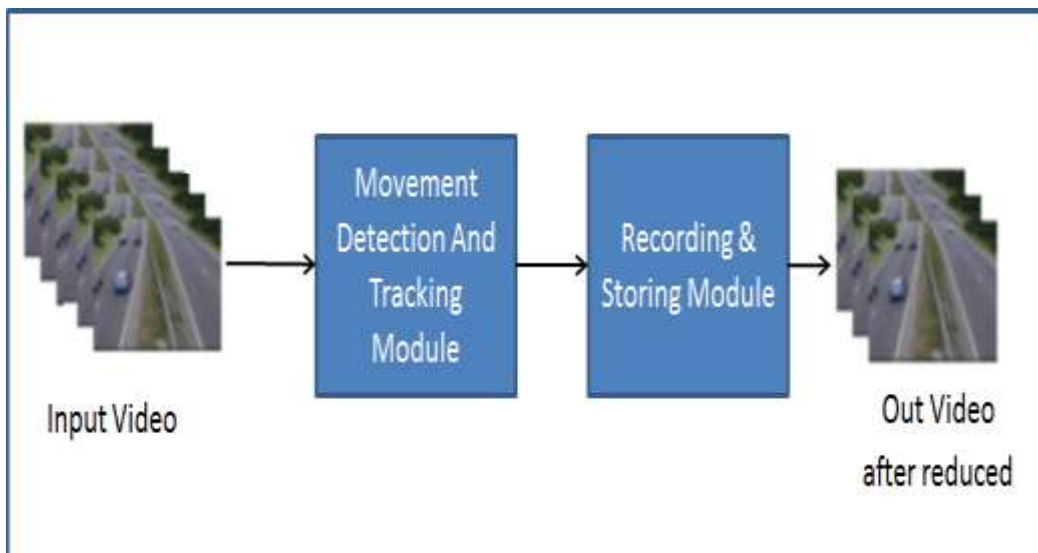 Movement
Detection And
Tracking
Module
Recording &
Storing Module
Input Video
Out Video
after reduced